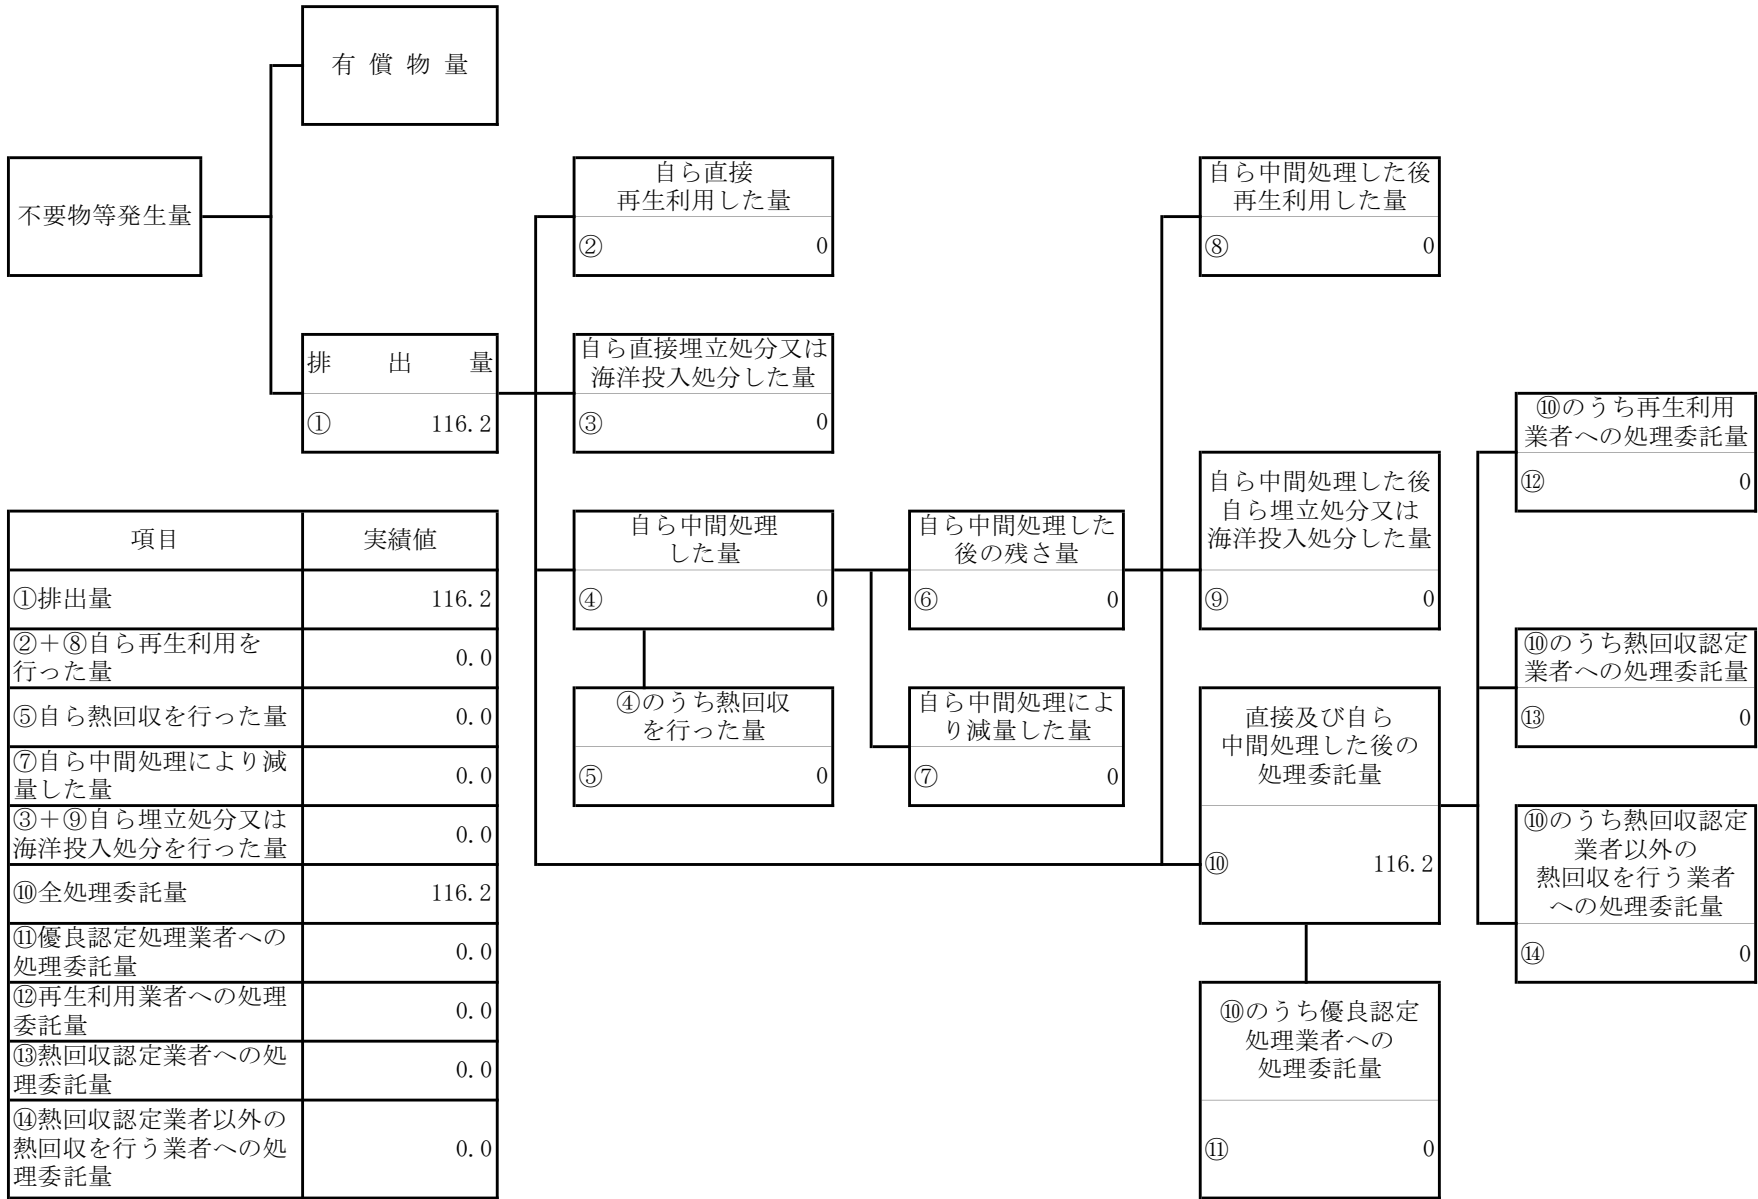 有償物量
不要物等発生量
排出量
① 116.2
自ら直接
再生利用した量
② 0
自ら直接埋立処分又は
海洋投入処分した量
③ 0
自ら中間処理
した量
④ 0
④のうち熱回収
を行った量
⑤ 0
自ら中間処理した
後の残さ量
⑥ 0
自ら中間処理によ
り減量した量
⑦ 0
自ら中間処理した後
再生利用した量
⑧ 0
自ら中間処理した後
自ら埋立処分又は
海洋投入処分した量
⑨ 0
直接及び自ら
中間処理した後の
処理委託量
⑩ 116.2
⑩のうち優良認定
処理業者への
処理委託量
⑪ 0
⑩のうち再生利用
業者への処理委託量
⑫ 0
⑩のうち熱回収認定
業者への処理委託量
⑬ 0
⑩のうち熱回収認定
業者以外の
熱回収を行う業者
への処理委託量
⑭ 0
項目 実績値
①排出量 116.2
②＋⑧自ら再生利用を
行った量 0.0
⑤自ら熱回収を行った量 0.0
⑦自ら中間処理により減
量した量 0.0
③＋⑨自ら埋立処分又は
海洋投入処分を行った量 0.0
⑩全処理委託量 116.2
⑪優良認定処理業者への
処理委託量 0.0
⑫再生利用業者への処理
委託量 0.0
⑬熱回収認定業者への処
理委託量 0.0
⑭熱回収認定業者以外の
熱回収を行う業者への処
理委託量 0.0